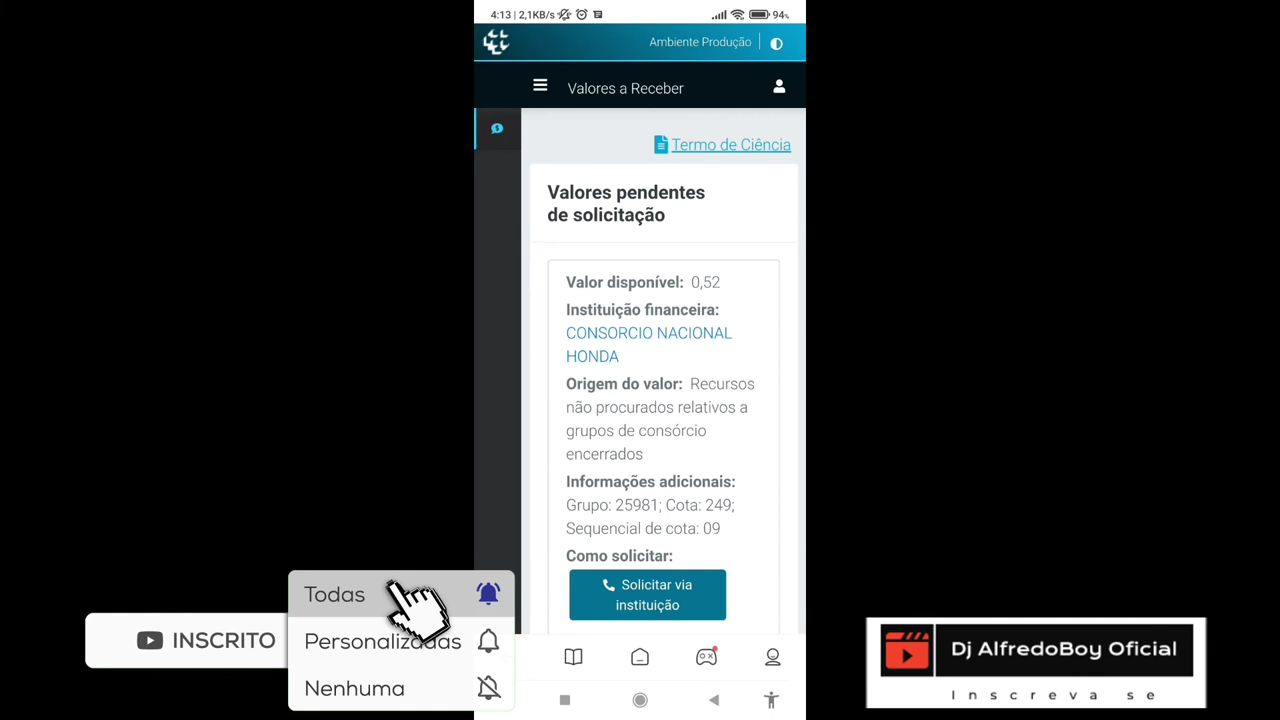 4:13 | 2,1KB/s
94%
Ambiente Produção
Valores a Receber
Termo de Ciência
Valores pendentes
de solicitação
Valor disponível: 0,52
Instituição financeira:
CONSORCIO NACIONAL
HONDA
Origem do valor: Recursos
não procurados relativos a
grupos de consórcio
encerrados
Informações adicionais:
Grupo: 25981; Cota: 249;
Sequencial de cota: 09
Como solicitar:
Solicitar via
instituição
INSCRITO
Todas
Personalizadas
Nenhuma
Dj AlfredoBoy Oficial
Inscreva se